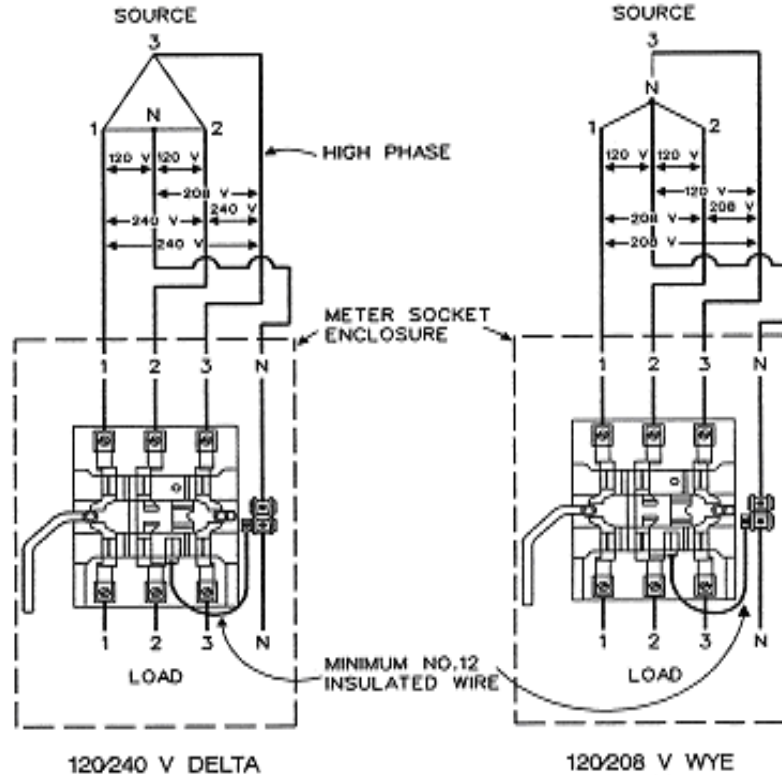 SOURCE
3
N
1
2
120 V
120 V
208 V
240 V
240 V
240 V
HIGH PHASE
SOURCE
3
N
1
2
120 V
120 V
120 V
208 V
208 V
208 V
METER SOCKET
ENCLOSURE
1 2 3 N
1 2 3 N
1 2 3 N
LOAD
MINIMUM NO.12
INSULATED WIRE
1 2 3 N
LOAD
120/240 V DELTA
120/208 V WYE